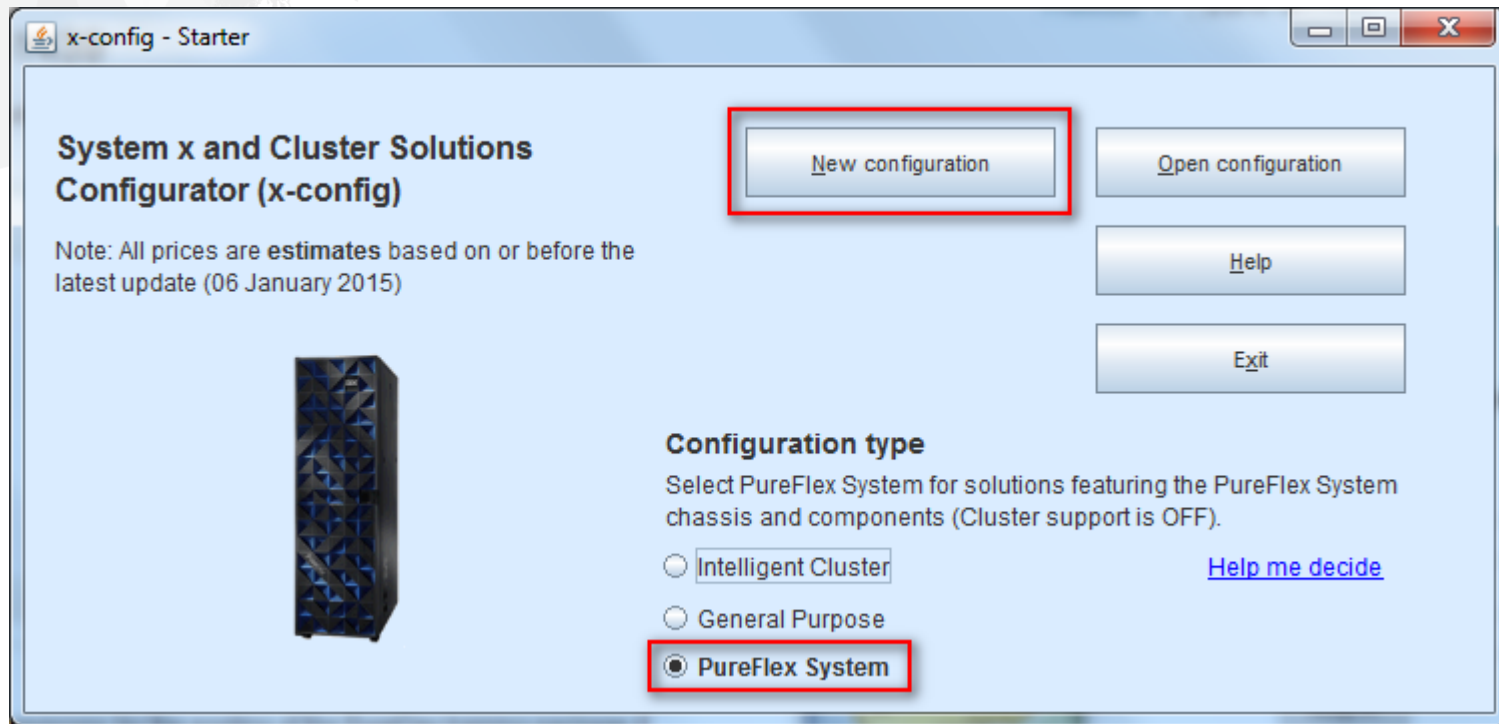 x-config - Starter
System x and Cluster Solutions
Configurator (x-config)
Note: All prices are estimates based on or before the
latest update (06 January 2015)
New configuration
Open configuration
Help
Exit
Configuration type
Select PureFlex System for solutions featuring the PureFlex System
chassis and components (Cluster support is OFF).
Intelligent Cluster
Help me decide
General Purpose
PureFlex System